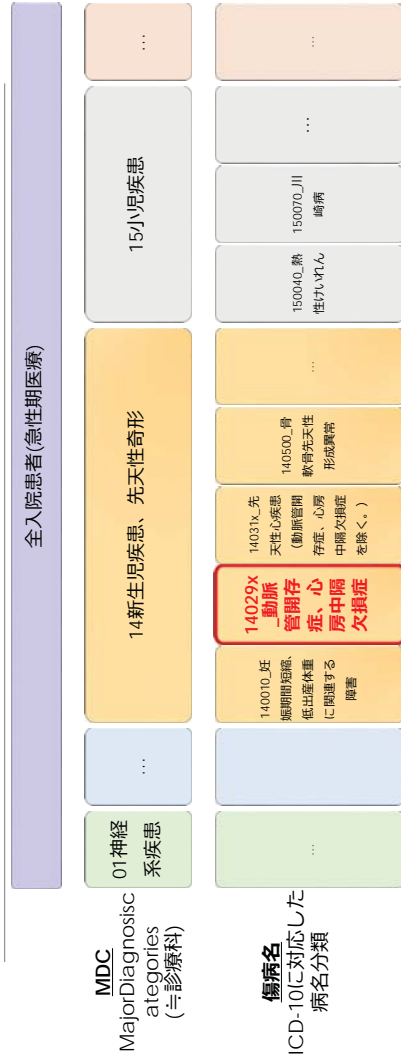 全入院患者(急性期医療)
MDC
MajorDiagnosisc
ategories
(≒診療科)
01神経
系疾患
…
14新生児疾患、先天性奇形
15小児疾患
…
傷病名
ICD-10に対応した
病名分類
…
140010_妊
娠期間短縮、
低出産体重
に関連する
障害
14029x
_動脈
管開存
症、心
房中隔
欠損症
14031x_先
天性心疾患
(動脈管開
存症、心房
中隔欠損症
を除く。)
140500_骨
軟骨先天性
形成異常
…
150040_熱
性けいれん
150070_川
崎病
…
…